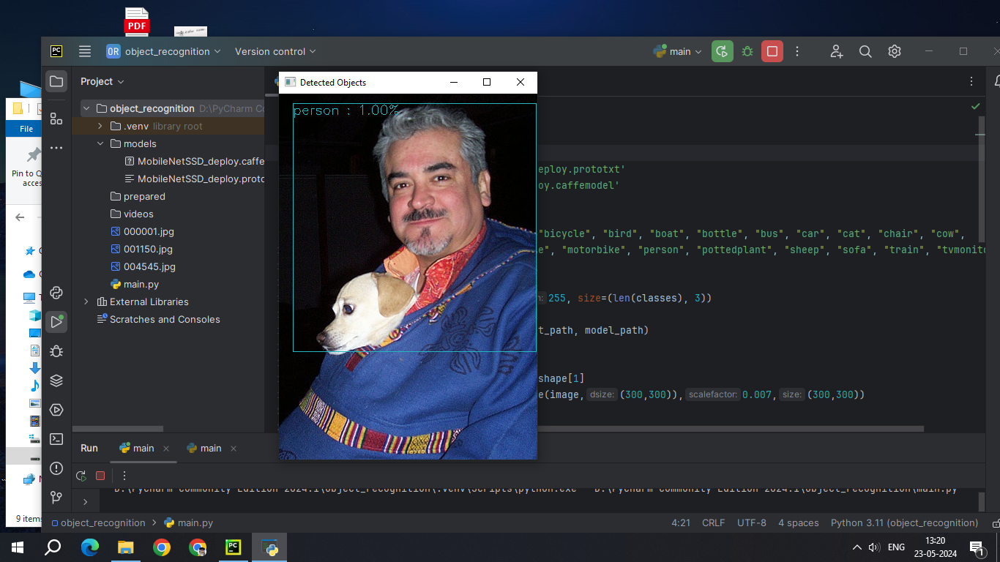 PDF
PC
OR object_recognition
Version control
main
Project
Detected Objects
person : 1.00%
object_recognition D:\PyCharm Co
.venv library root
models
MobileNetSSD_deploy.caffe
MobileNetSSD_deploy.proto
prepared
videos
000001.jpg
001150.jpg
004545.jpg
main.py
External Libraries
Scratches and Consoles
File
Pin to Q
acces
eploy.prototxt'
oy.caffemodel'
"bicycle", "bird", "boat", "bottle", "bus", "car", "cat", "chair", "cow",
e", "motorbike", "person", "pottedplant", "sheep", "sofa", "train", "tvmonito
255, size=(len(classes), 3))
t_path, model_path)
shape[1]
e(image, dsize: (300,300)), scalefactor: 0.007, size: (300,300))
Run main main
D:\PyCharm Community Edition 2024.1\object_recognition\.venv\Scripts\python.exe D:\PyCharm Community Edition 2024.1\object_recognition\main.py
9 items
object_recognition > main.py
4:21 CRLF UTF-8 4 spaces Python 3.11 (object_recognition)
PC
ENG
13:20
23-05-2024
1